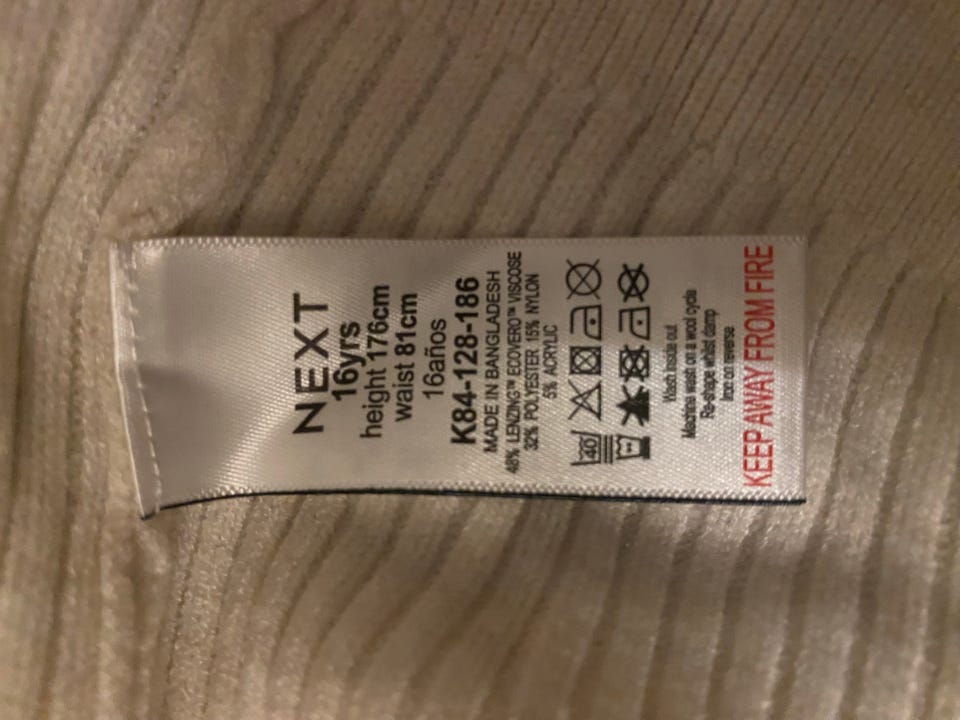 NEXT
16yrs
height 176cm
waist 81cm
16años
K84-128-186
MADE IN BANGLADESH
48% LENZING™ ECOVERO™ VISCOSE
32% POLYESTER 15% NYLON
5% ACRYLIC
40
Wash inside out
Machine wash on a wool cycle
Re-shape whilst damp
Iron on reverse
KEEP AWAY FROM FIRE